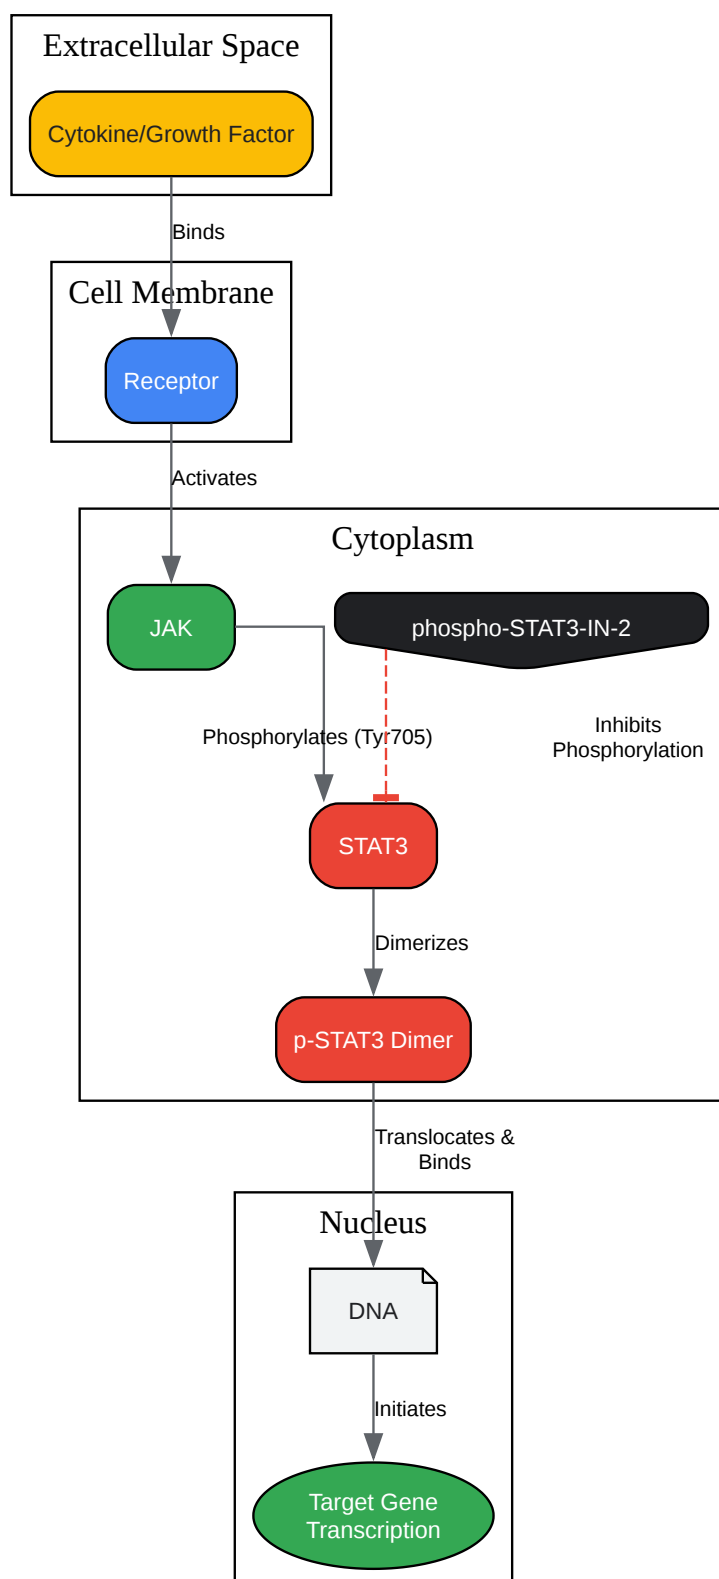 Extracellular Space
Cytokine/Growth Factor
Binds
Cell Membrane
Receptor
Activates
Cytoplasm
JAK
phospho-STAT3-IN-2
Phosphorylates (Tyr705)
Inhibits
Phosphorylation
STAT3
Dimerizes
p-STAT3 Dimer
Translocates &
Binds
Nucleus
DNA
Initiates
Target Gene
Transcription